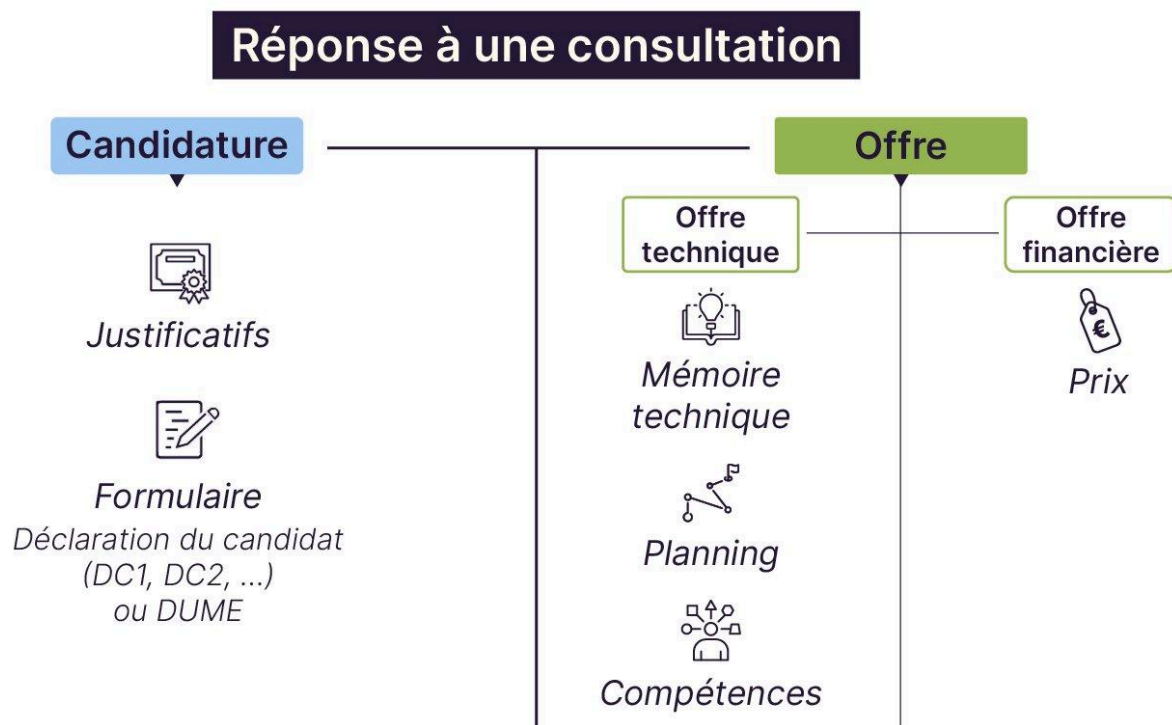 Réponse à une consultation
Candidature
Justificatifs
Formulaire
Déclaration du candidat
(DC1, DC2, ...)
ou DUME
Offre
Offre
technique
Mémoire
technique
Planning
Compétences
Offre
financière
€
Prix